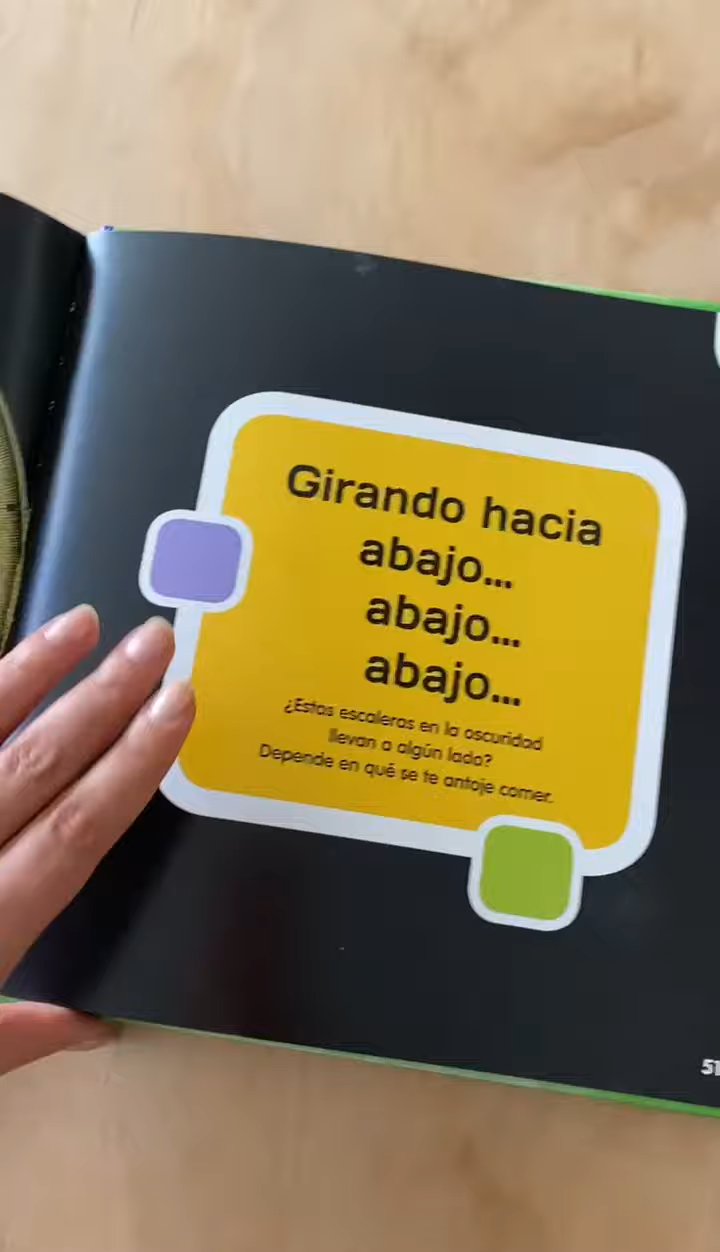 Girando hacia
abajo...
abajo...
abajo...
¿Estas escaleras en la oscuridad
llevan a algún lado?
Depende en qué se te antoje comer.
51